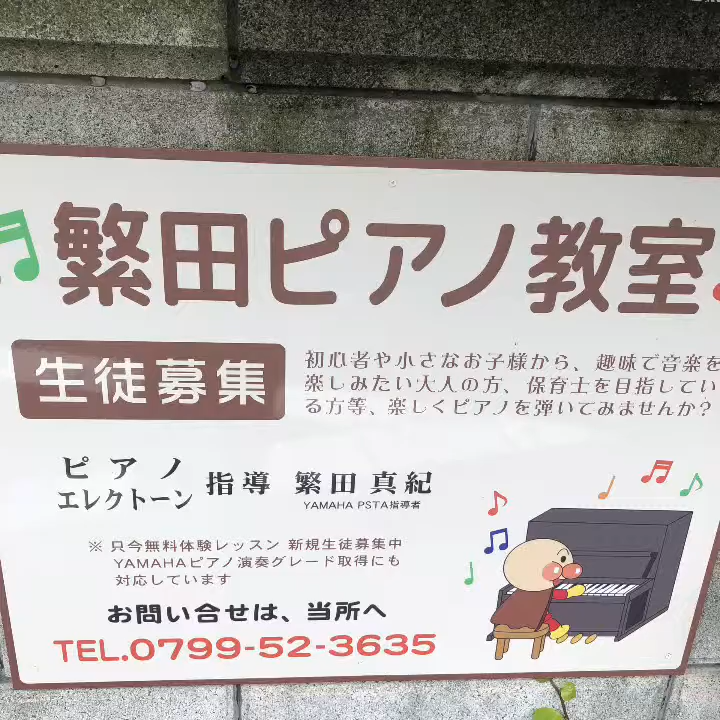 繁田ピアノ教室
生徒募集
初心者や小さなお子様から、趣味で音楽を
楽しみたい大人の方、保育士を目指してい
る方等、楽しくピアノを弾いてみませんか?
ピアノ
エレクトーン
指導 繁田 真紀
YAMAHA PSTA指導者
※ 只今無料体験レッスン 新規生徒募集中
YAMAHAピアノ演奏グレード取得にも
対応しています
お問い合せは、当所へ
TEL.0799-52-3635